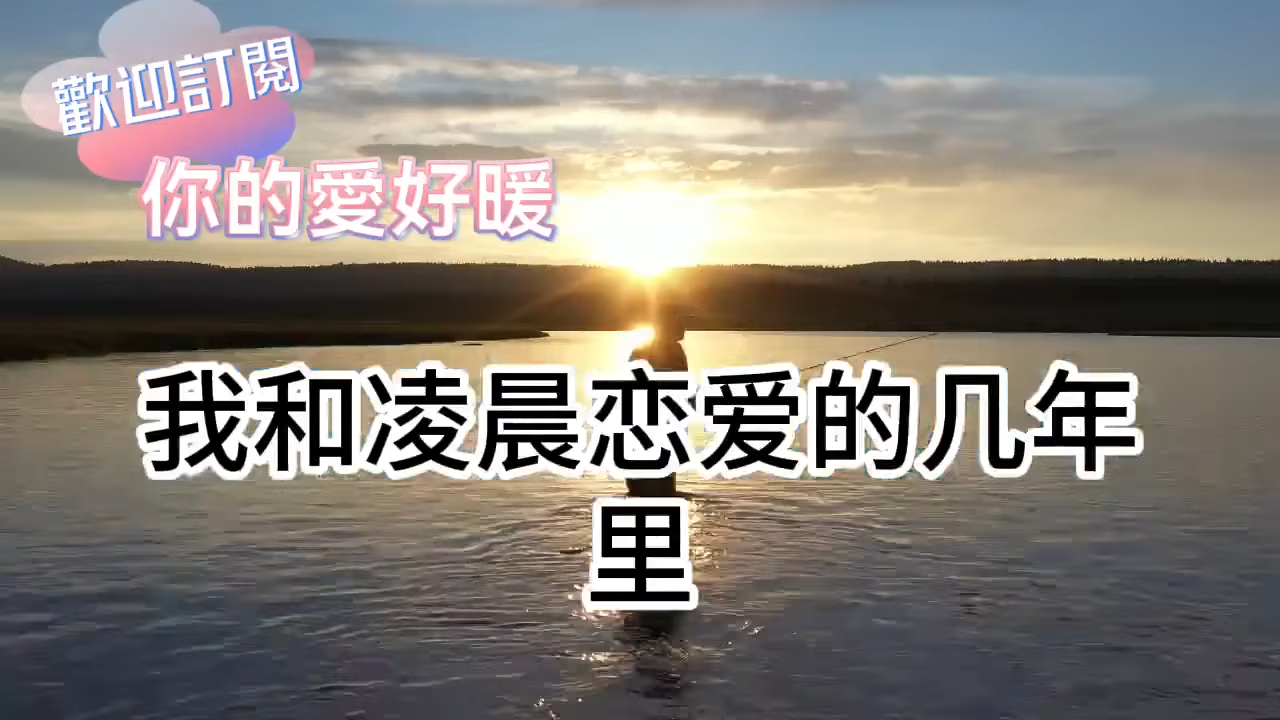 歡迎訂閱
你的愛好暖
我和凌晨恋爱的几年
里